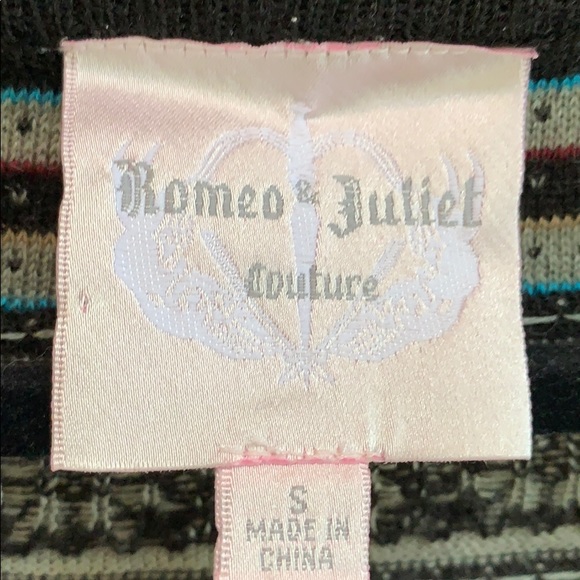 Romeo & Juliet
Couture
S
MADE IN
CHINA